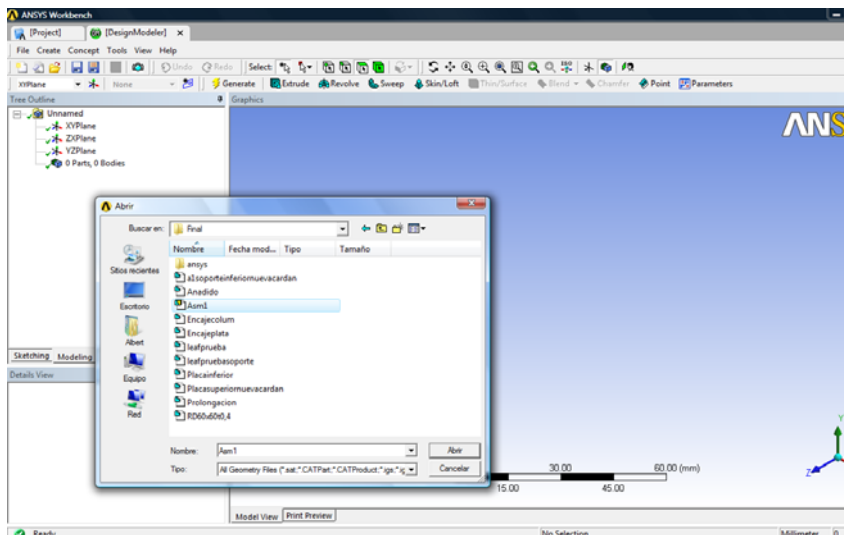 ANSYS Workbench
[Project] [DesignModeler]
File Create Concept Tools View Help
Undo Redo Select:
XYPlane None Generate Extrude Revolve Sweep Skin/Loft Thin/Surface Blend Chamfer Point Parameters
Tree Outline
Graphics
Unnamed
XYPlane
ZXPlane
YZPlane
0 Parts, 0 Bodies
ANS
Abrir
Buscar en: Final
Nombre Fecha mod... Tipo Tamaño
ansys
a1soporteinferiornuevacardan
Anadido
Asm1
Encajecolum
Encajeplata
leafprueba
leafpruebasoporte
Placainferior
Placasuperiornuevacardan
Prolongacion
RD60x60t0,4
Sitios recientes
Escritorio
Abert
Equipo
Red
Nombre: Asm1 Abrir
Tipo: All Geometry Files (*.sat;*.CATPart;*.CATProduct;*.igs;*.ig Cancelar
Sketching Modeling
Details View
30.00 60.00 (mm)
15.00 45.00
Y
Z
Model View Print Preview
Ready No Selection Millimeter 0